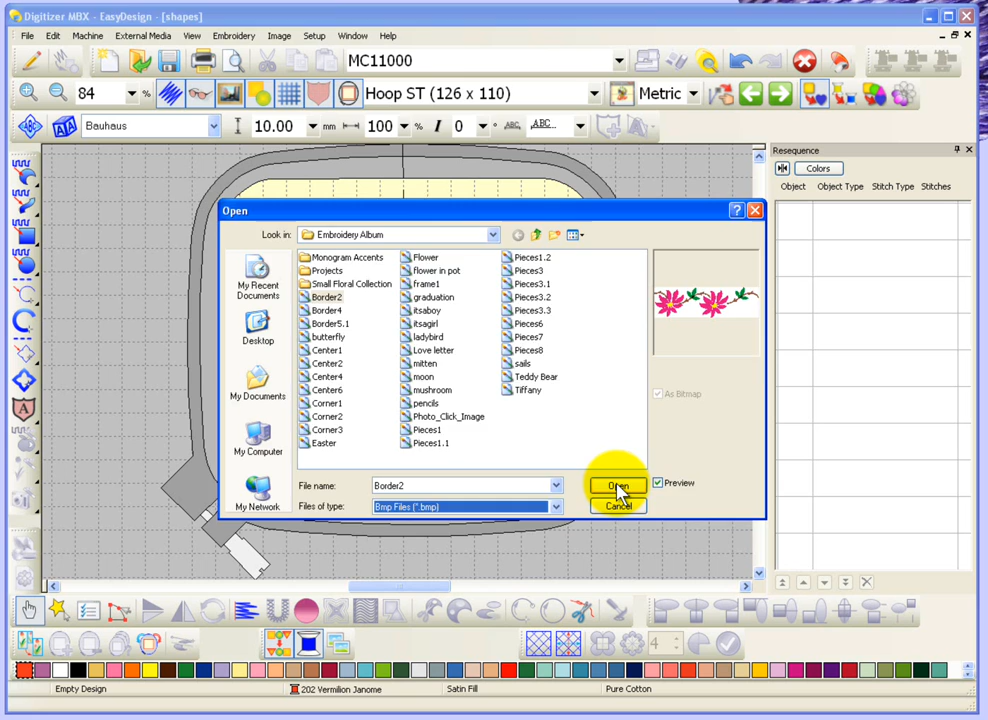 Digitizer MBX - EasyDesign - [shapes]
File Edit Machine External Media View Embroidery Image Setup Window Help
MC11000
84 % Hoop ST (126 x 110) Metric
ABC Bauhaus 10.00 mm 100 % I 0 ° ABC ABC
Resequence
Colors
Object Object Type Stitch Type Stitches
Open
Look in: Embroidery Album
My Recent Documents
Desktop
My Documents
My Computer
My Network
Monogram Accents
Projects
Small Floral Collection
Border2
Border4
Border5.1
butterfly
Center1
Center2
Center4
Center6
Corner1
Corner2
Corner3
Easter
Flower
flower in pot
frame1
graduation
itsaboy
itsagirl
ladybird
Love letter
mitten
moon
mushroom
pencils
Photo_Click_Image
Pieces1
Pieces1.1
Pieces1.2
Pieces3
Pieces3.1
Pieces3.2
Pieces3.3
Pieces6
Pieces7
Pieces8
sails
Teddy Bear
Tiffany
As Bitmap
File name: Border2 Open Preview
Files of type: Bmp Files (*.bmp) Cancel
4
Empty Design 202 Vermilion Janome Satin Fill Pure Cotton